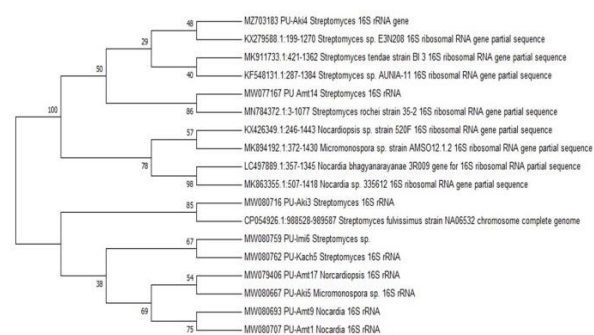 MZ703183 PU-Aki4 Streptomyces 16S rRNA gene
48
KX279588.1:199-1270 Streptomyces sp. E3N208 16S ribosomal RNA gene partial sequence
29
MK911733.1:421-1362 Streptomyces tendae strain BI 3 16S ribosomal RNA gene partial sequence
40
KF548131.1:287-1384 Streptomyces sp. AUNIA-11 16S ribosomal RNA gene partial sequence
50
MW077167 PU Amt14 Streptomyces 16S rRNA
86
MN784372.1:3-1077 Streptomyces rochei strain 35-2 16S ribosomal RNA gene partial sequence
100
KX426349.1:246-1443 Nocardiopsis sp. strain 520F 16S ribosomal RNA gene partial sequence
57
MK894192.1:372-1430 Micromonospora sp. strain AMSO12.1.2 16S ribosomal RNA gene partial sequence
78
LC497889.1:357-1345 Nocardia bhagyanarayanae 3R009 gene for 16S ribosomal RNA partial sequence
98
MK863355.1:507-1418 Nocardia sp. 335612 16S ribosomal RNA gene partial sequence
MW080716 PU-Aki3 Streptomyces 16S rRNA
85
CP054926.1:988528-989587 Streptomyces fulvissimus strain NA06532 chromosome complete genome
MW080759 PU-Imi6 Streptomyces sp.
67
MW080762 PU-Kach5 Streptomyces 16S rRNA
38
MW079406 PU-Amt17 Norcardiopsis 16S rRNA
54
MW080667 PU-Aki5 Micromonospora sp. 16S rRNA
69
MW080693 PU-Amt9 Nocardia 16S rRNA
75
MW080707 PU-Amt1 Nocardia 16S rRNA